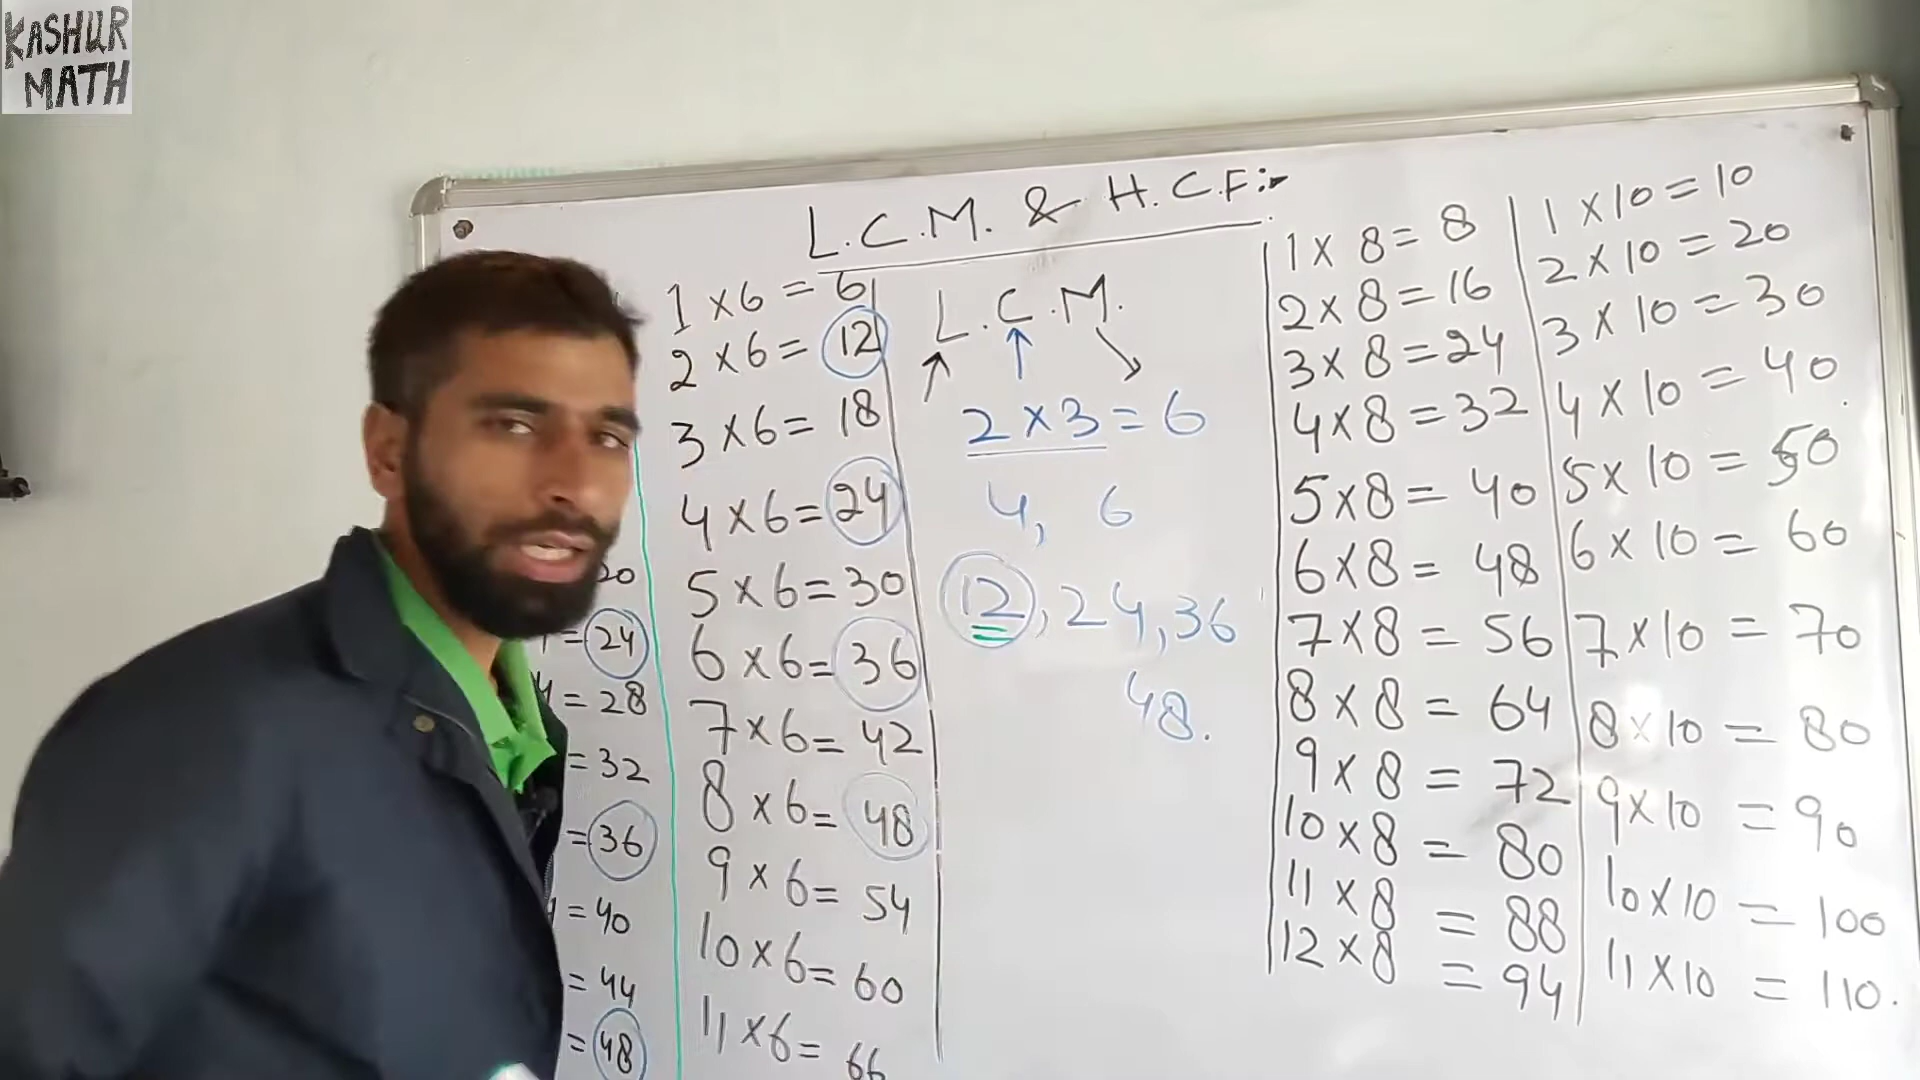 KASHUR
MATH
L.C.M. & H.C.F:-
20
= 24
4 = 28
= 32
= 36
4 = 40
= 44
= 48
1 × 6 = 6
2 × 6 = 12
3 × 6 = 18
4 × 6 = 24
5 × 6 = 30
6 × 6 = 36
7 × 6 = 42
8 × 6 = 48
9 × 6 = 54
10 × 6 = 60
11 × 6 = 66
L.C.M.
2 × 3 = 6
4, 6
12, 24, 36
48.
1 × 8 = 8
2 × 8 = 16
3 × 8 = 24
4 × 8 = 32
5 × 8 = 40
6 × 8 = 48
7 × 8 = 56
8 × 8 = 64
9 × 8 = 72
10 × 8 = 80
11 × 8 = 88
12 × 8 = 94
1 × 10 = 10
2 × 10 = 20
3 × 10 = 30
4 × 10 = 40.
5 × 10 = 50
6 × 10 = 60
7 × 10 = 70
8 × 10 = 80
9 × 10 = 90
10 × 10 = 100
11 × 10 = 110.